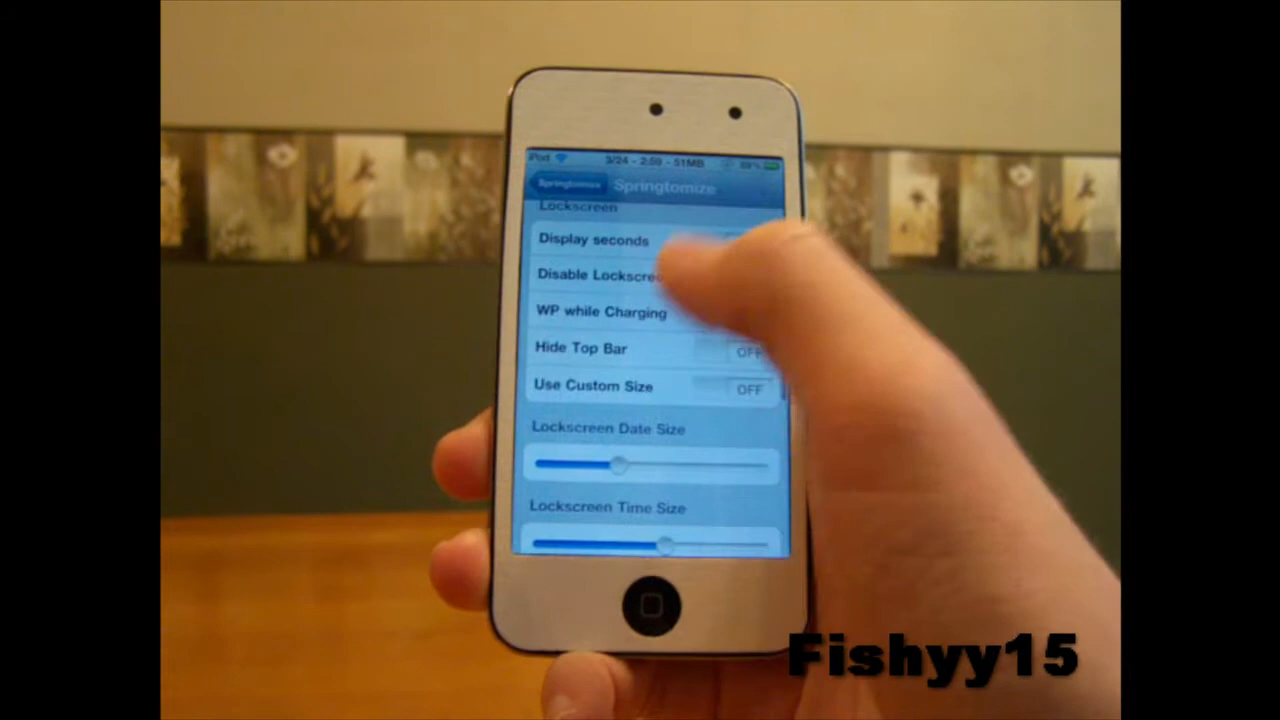 iPod 3/24 - 2:59 - 51MB 89%
Springtomize Springtomize
Lockscreen
Display seconds
Disable Lockscre
WP while Charging
Hide Top Bar OFF
Use Custom Size OFF
Lockscreen Date Size
Lockscreen Time Size
Fishyy15